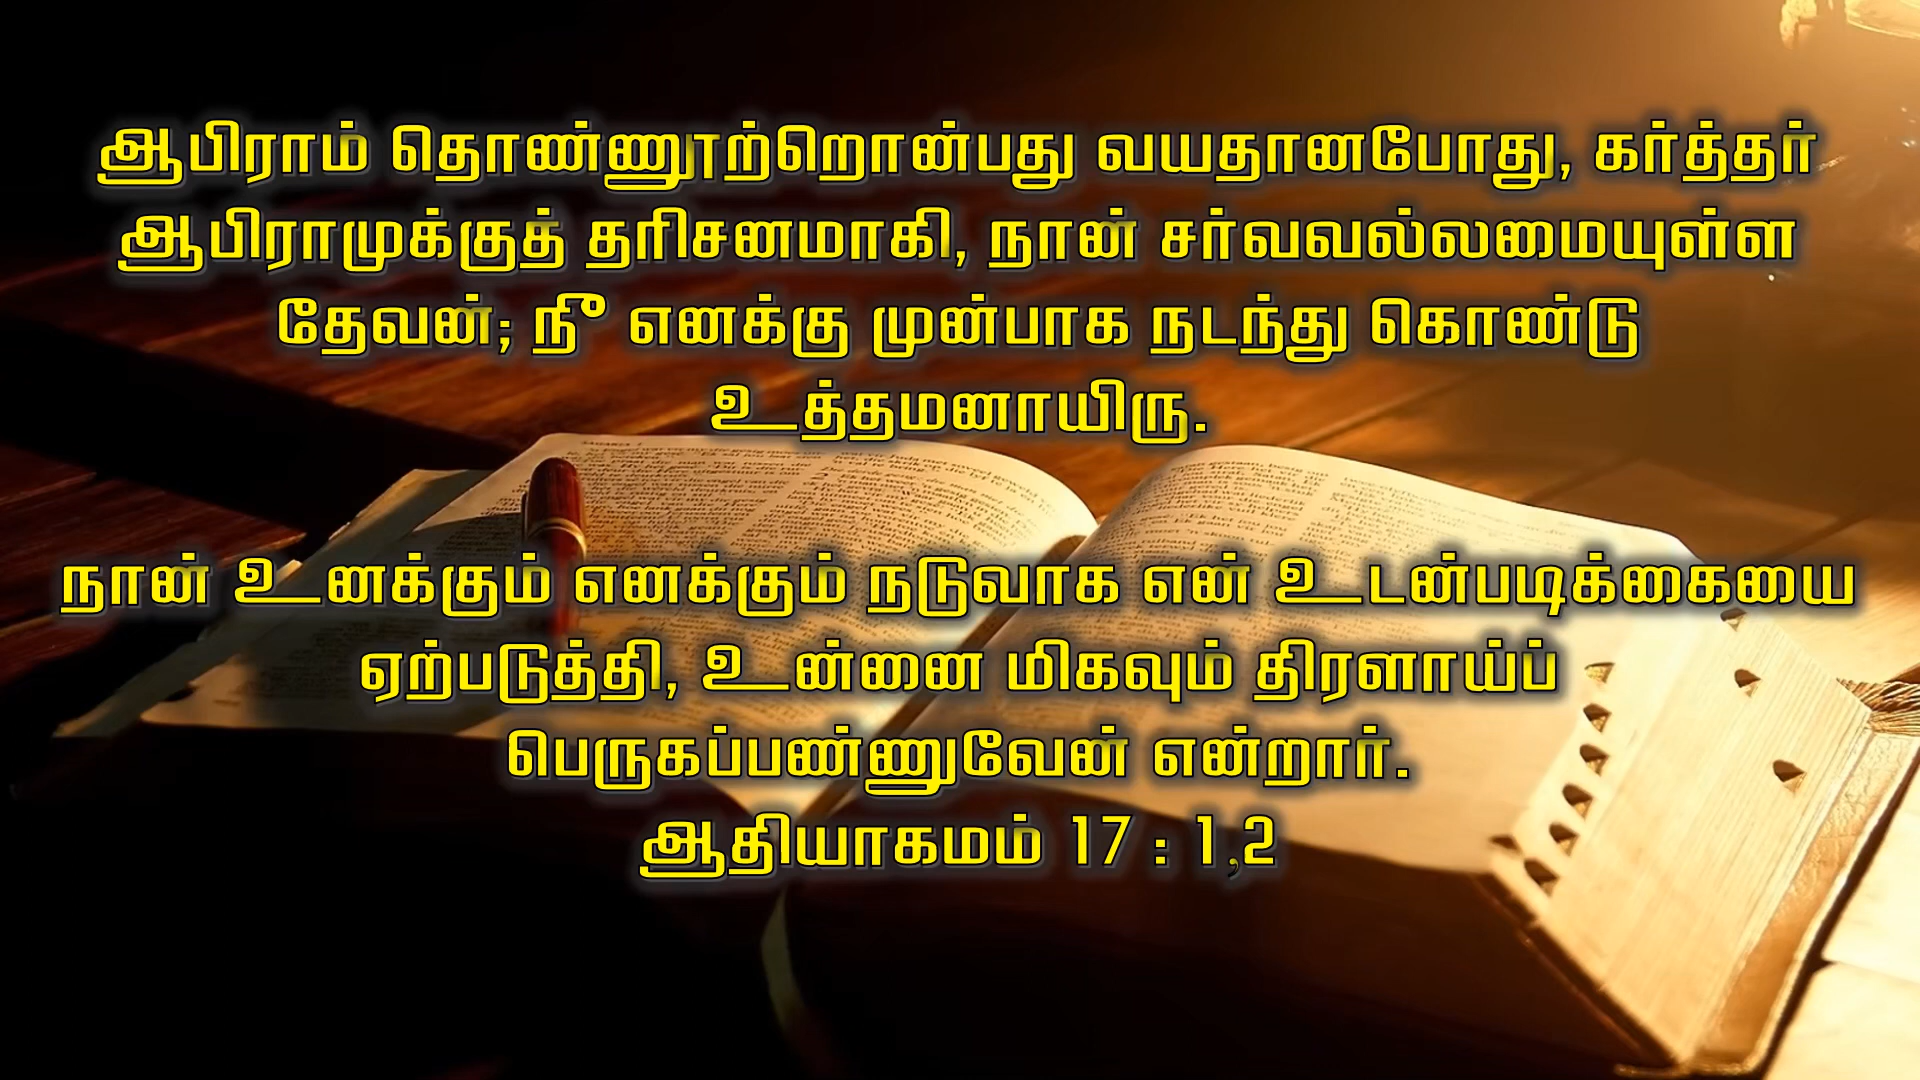 ஆபிராம் தொண்ணூற்றொன்பது வயதானபோது, கர்த்தர்
ஆபிராமுக்குத் தரிசனமாகி, நான் சர்வவல்லமையுள்ள
தேவன்; நீ எனக்கு முன்பாக நடந்து கொண்டு
உத்தமனாயிரு.
நான் உனக்கும் எனக்கும் நடுவாக என் உடன்படிக்கையை
ஏற்படுத்தி, உன்னை மிகவும் திரளாய்ப்
பெருகப்பண்ணுவேன் என்றார்.
ஆதியாகமம் 17 : 1,2